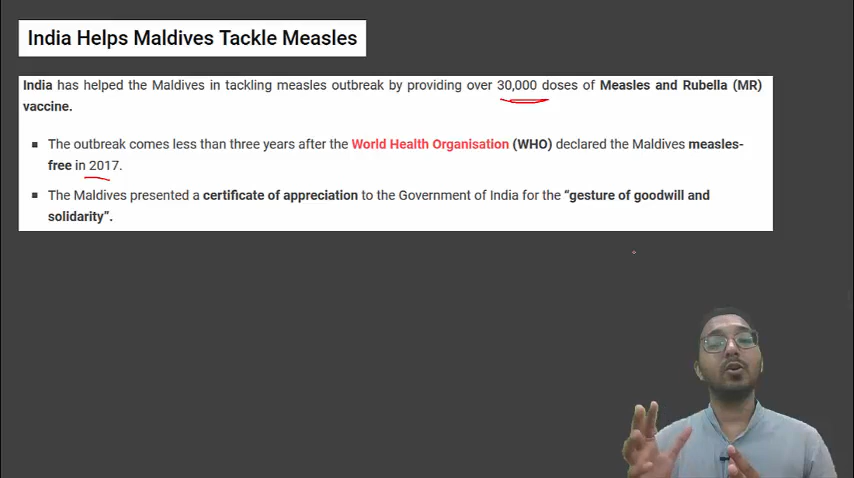 India Helps Maldives Tackle Measles
India has helped the Maldives in tackling measles outbreak by providing over 30,000 doses of Measles and Rubella (MR)
vaccine.
▪ The outbreak comes less than three years after the World Health Organisation (WHO) declared the Maldives measles-
free in 2017.
▪ The Maldives presented a certificate of appreciation to the Government of India for the “gesture of goodwill and
solidarity”.